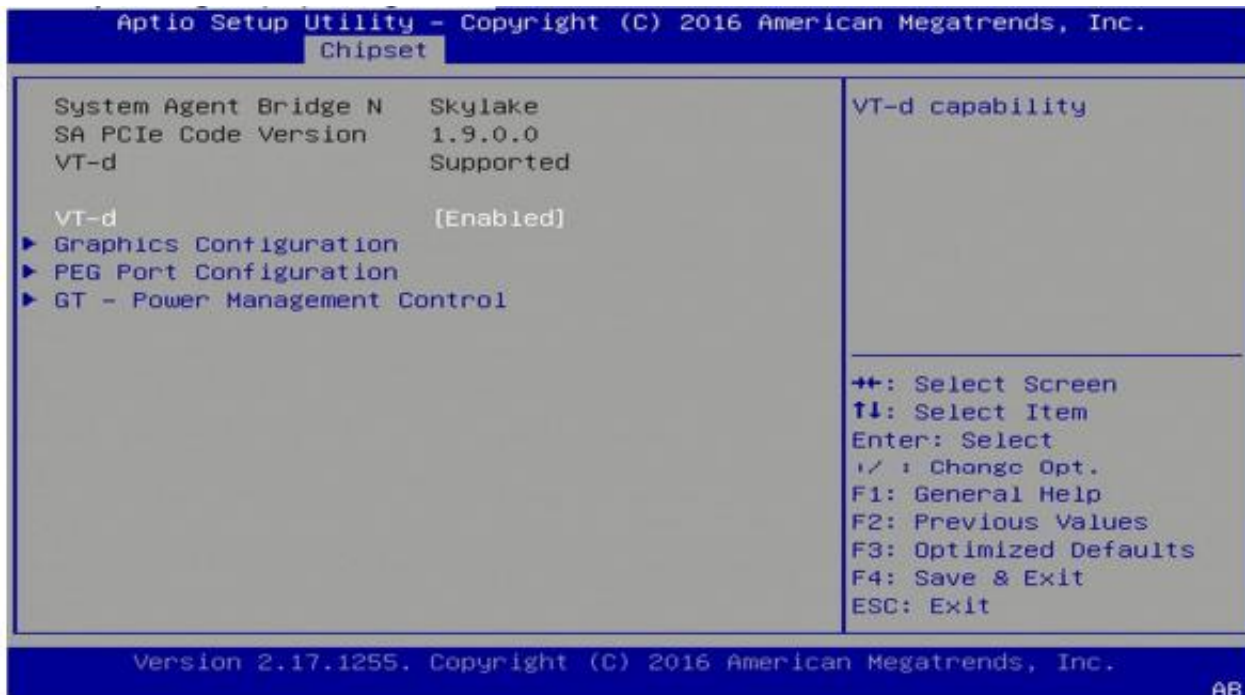 Aptio Setup Utility – Copyright (C) 2016 American Megatrends, Inc.
Chipset
System Agent Bridge N Skylake
SA PCIe Code Version 1.9.0.0
VT-d Supported
VT-d [Enabled]
▶ Graphics Configuration
▶ PEG Port Configuration
▶ GT – Power Management Control
VT-d capability
→←: Select Screen
↑↓: Select Item
Enter: Select
: Change Opt.
F1: General Help
F2: Previous Values
F3: Optimized Defaults
F4: Save & Exit
ESC: Exit
Version 2.17.1255. Copyright (C) 2016 American Megatrends, Inc.
AB